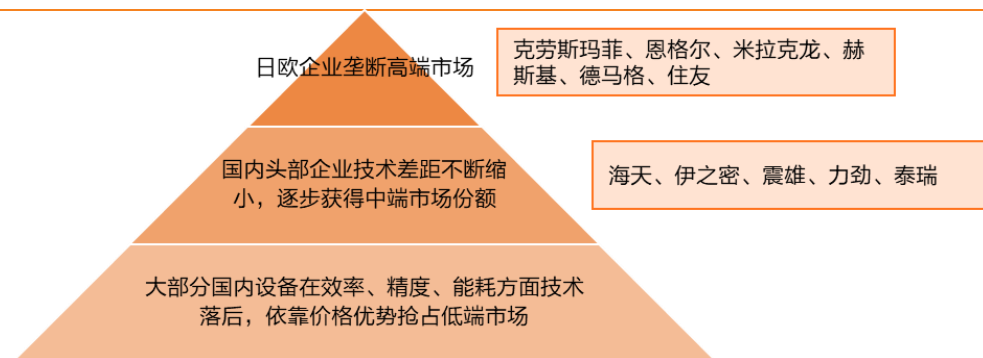 日欧企业垄断高端市场
克劳斯玛菲、恩格尔、米拉克龙、赫
斯基、德马格、住友
国内头部企业技术差距不断缩
小，逐步获得中端市场份额
海天、伊之密、震雄、力劲、泰瑞
大部分国内设备在效率、精度、能耗方面技术
落后，依靠价格优势抢占低端市场